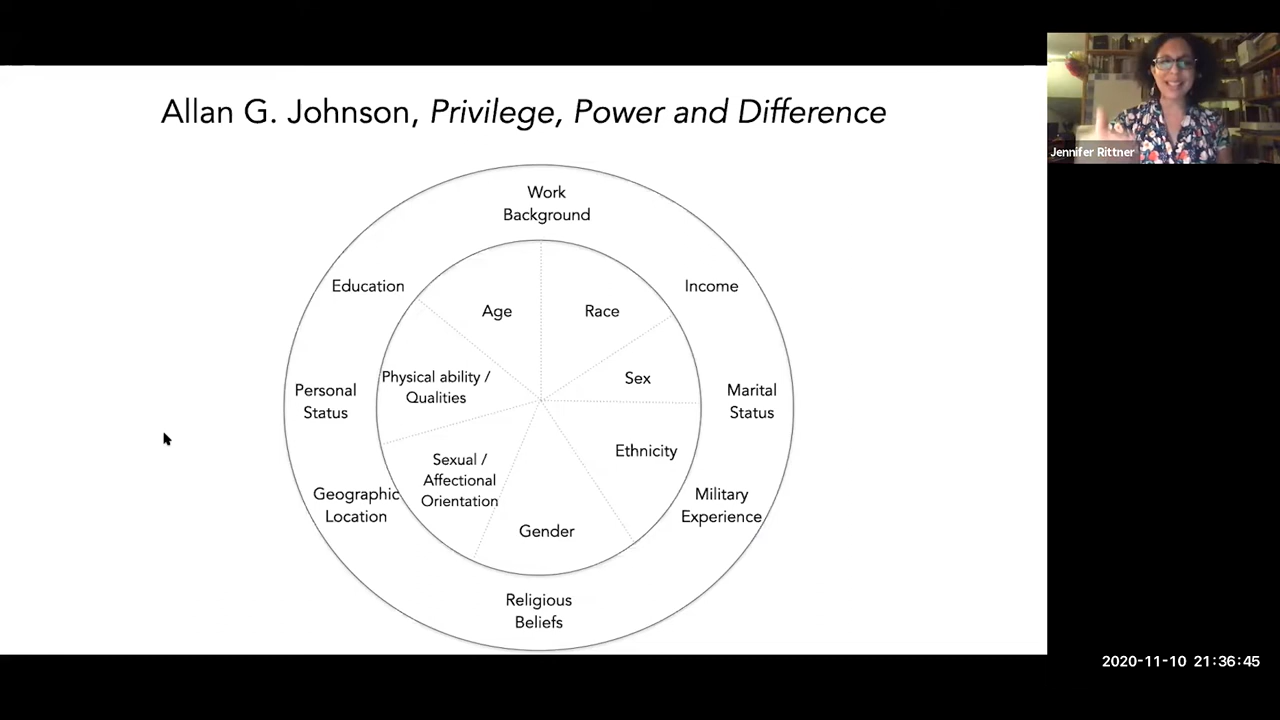 Allan G. Johnson, Privilege, Power and Difference
Jennifer Rittner
Work
Background
Education
Income
Age
Race
Physical ability /
Qualities
Sex
Personal
Status
Marital
Status
Ethnicity
Sexual /
Affectional
Orientation
Geographic
Location
Military
Experience
Gender
Religious
Beliefs
2020-11-10 21:36:45